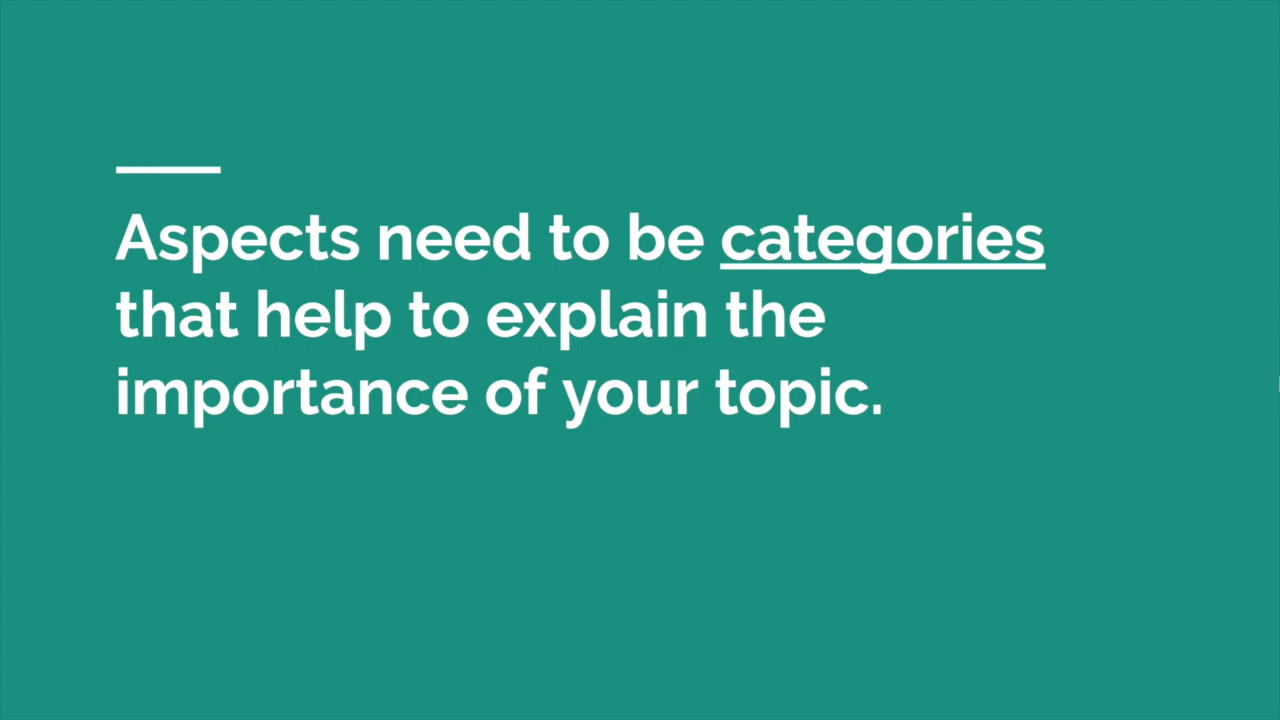 Aspects need to be categories
that help to explain the
importance of your topic.